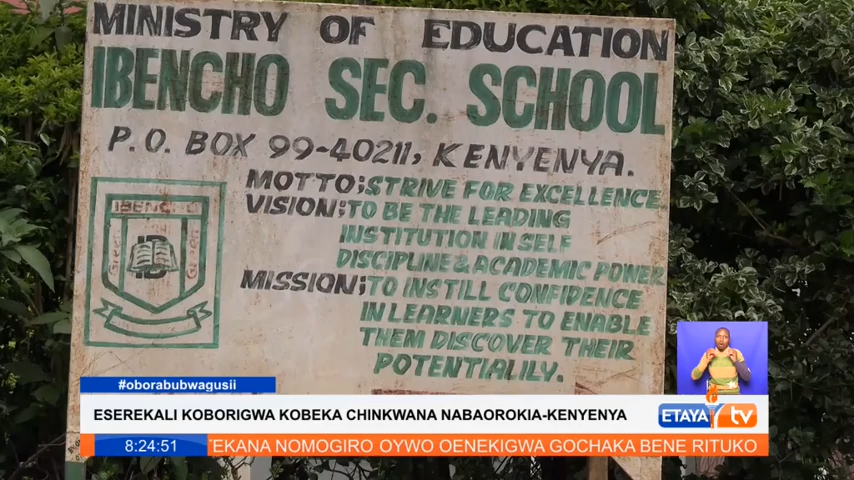 MINISTRY OF EDUCATION
IBENCHO SEC. SCHOOL
P.O. BOX 99-40211, KENYENYA.
MOTTO; STRIVE FOR EXCELLENCE
VISION; TO BE THE LEADING
INSTITUTION IN SELF
DISCIPLINE & ACADEMIC POWER
MISSION; TO INSTILL CONFIDENCE
IN LEARNERS TO ENABLE
THEM DISCOVER THEIR
POTENTIALILY.
IBENCHO
#oborabubwagusii
ESEREKALI KOBORIGWA KOBEKA CHINKWANA NABAOROKIA-KENYENYA
ETAYA tv
8:24:51 TEKANA NOMOGIRO OYWO OENEKIGWA GOCHAKA BENE RITUKO